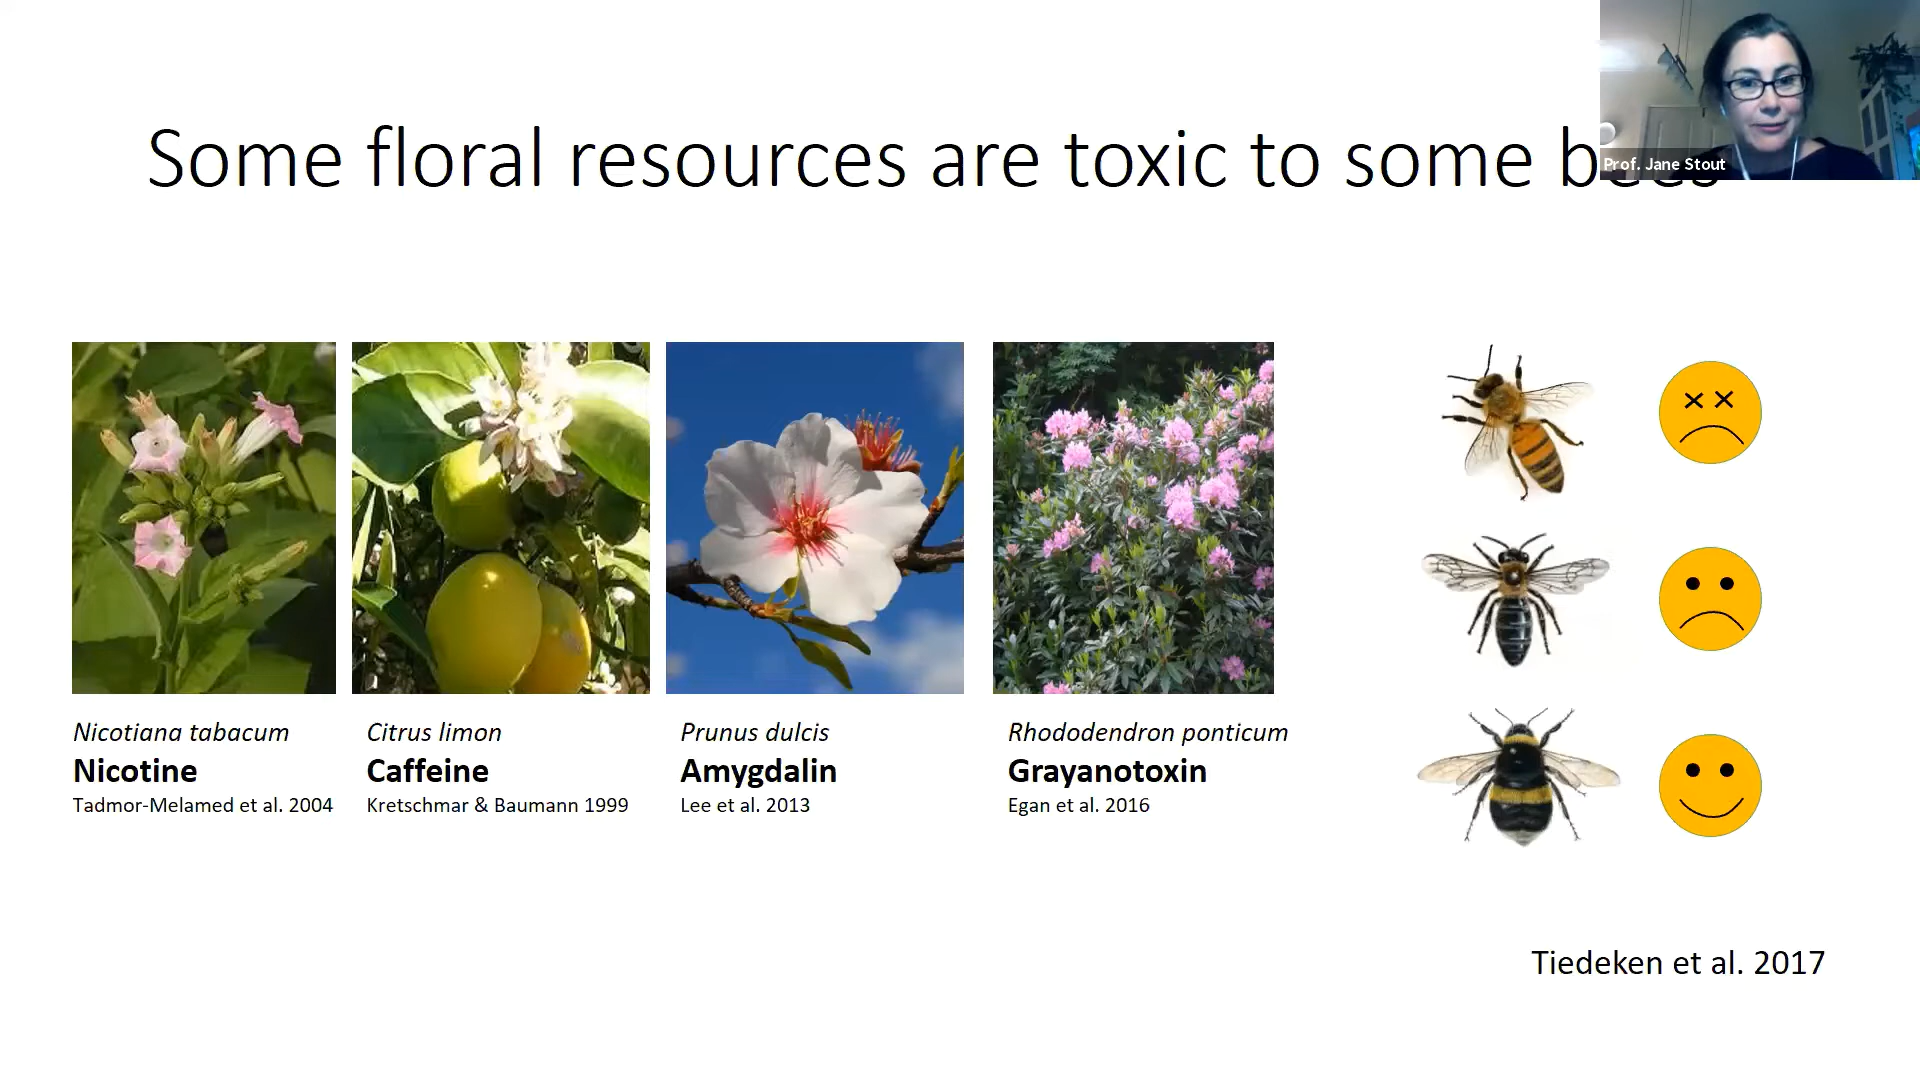 Some floral resources are toxic to some bees
Prof. Jane Stout
Nicotiana tabacum
Nicotine
Tadmor-Melamed et al. 2004
Citrus limon
Caffeine
Kretschmar & Baumann 1999
Prunus dulcis
Amygdalin
Lee et al. 2013
Rhododendron ponticum
Grayanotoxin
Egan et al. 2016
Tiedeken et al. 2017